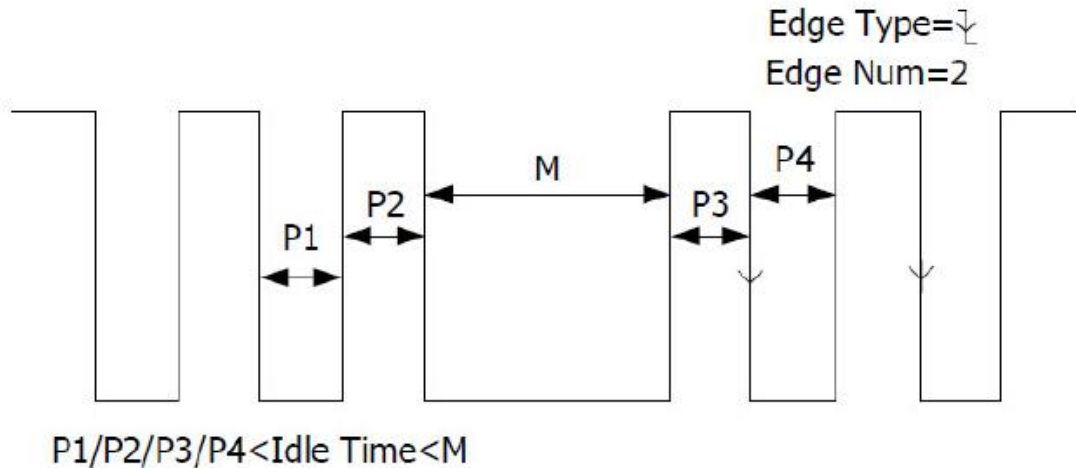 Edge Type=
Edge Num=2
M
P4
P2
P3
P1
P1/P2/P3/P4<Idle Time<M